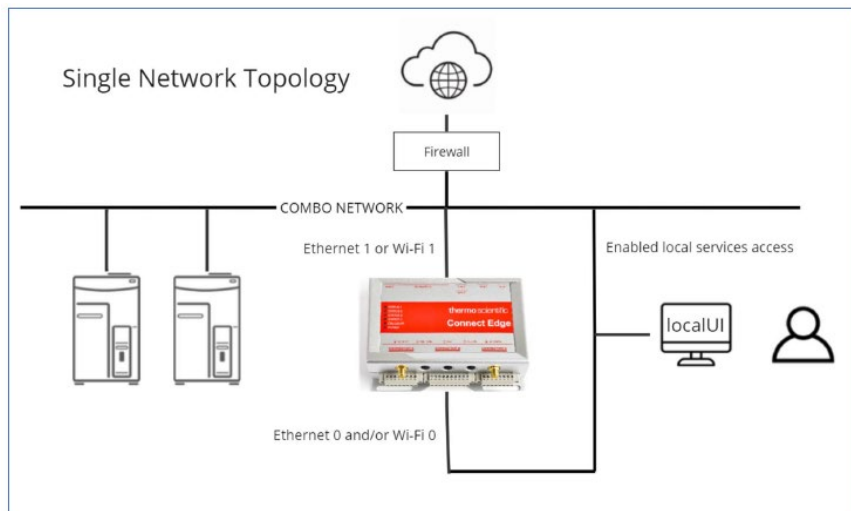 Single Network Topology
Firewall
COMBO NETWORK
Ethernet 1 or Wi-Fi 1
Enabled local services access
thermo scientific
Connect Edge
localUI
Ethernet 0 and/or Wi-Fi 0